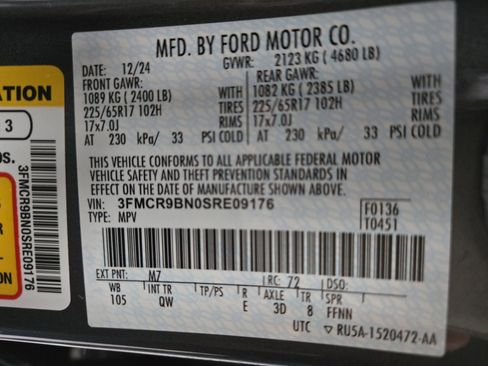 MFD. BY FORD MOTOR CO.
DATE: 12/24 GVWR: 2123 KG ( 4680 LB)
FRONT GAWR: REAR GAWR:
1089 KG ( 2400 LB) 1082 KG ( 2385 LB)
225/65R17 102H TIRES 225/65R17 102H TIRES
17x7.0J RIMS 17x7.0J RIMS
AT 230 kPa/ 33 PSI COLD AT 230 kPa/ 33 PSI COLD
THIS VEHICLE CONFORMS TO ALL APPLICABLE FEDERAL MOTOR
VEHICLE SAFETY AND THEFT PREVENTION STANDARDS IN
EFFECT ON THE DATE OF MANUFACTURE SHOWN ABOVE.
VIN: 3FMCR9BN0SRE09176 F0136
TYPE: MPV T0451
EXT PNT: M7 RC: 72 DSO:
WB INT TR TP/PS R AXLE TR SPR
105 QW E 3D 8 FFNN
UTC ▽ RU5A-1520472-AA
ATION
3
OS.
3FMCR9BN0SRE09176
S
R
ION